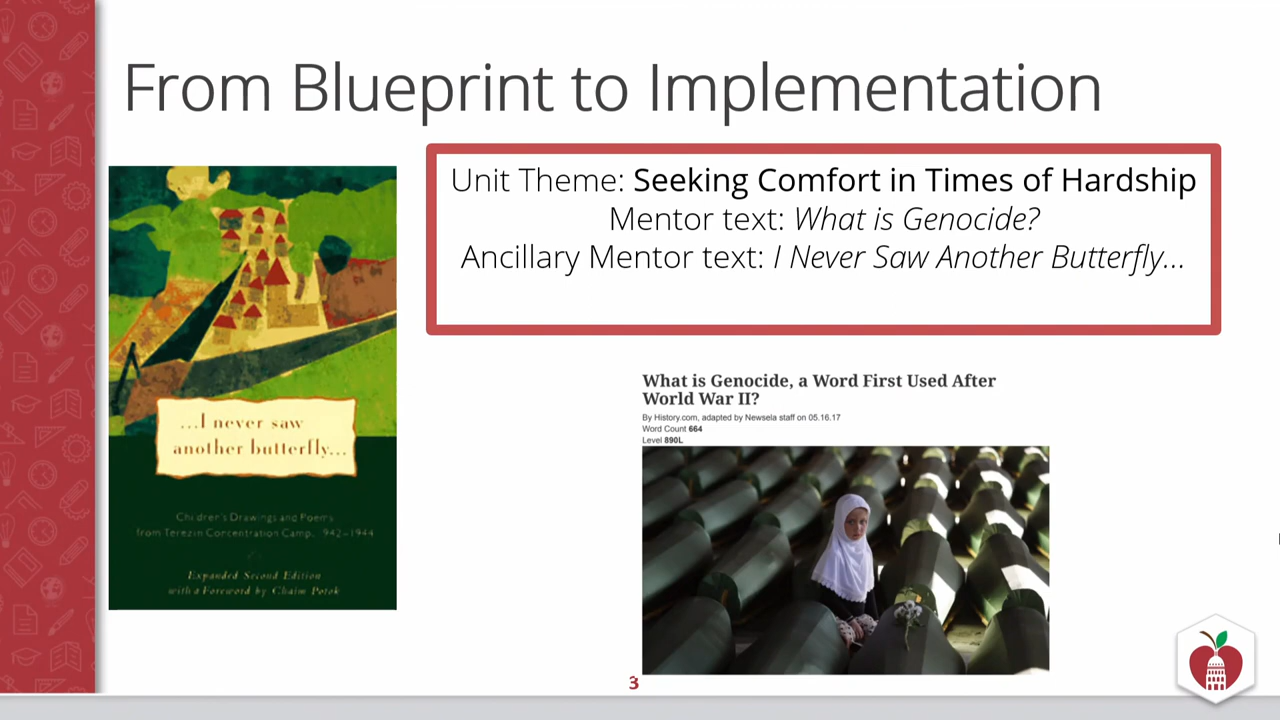 From Blueprint to Implementation
Unit Theme: Seeking Comfort in Times of Hardship
Mentor text: What is Genocide?
Ancillary Mentor text: I Never Saw Another Butterfly...
...I never saw
another butterfly...
Children's Drawings and Poems
from Terezin Concentration Camp, 942–1944
Expanded Second Edition
with a Foreword by Chaim Potok
What is Genocide, a Word First Used After
World War II?
By History.com, adapted by Newsela staff on 05.16.17
Word Count 664
Level 890L
3